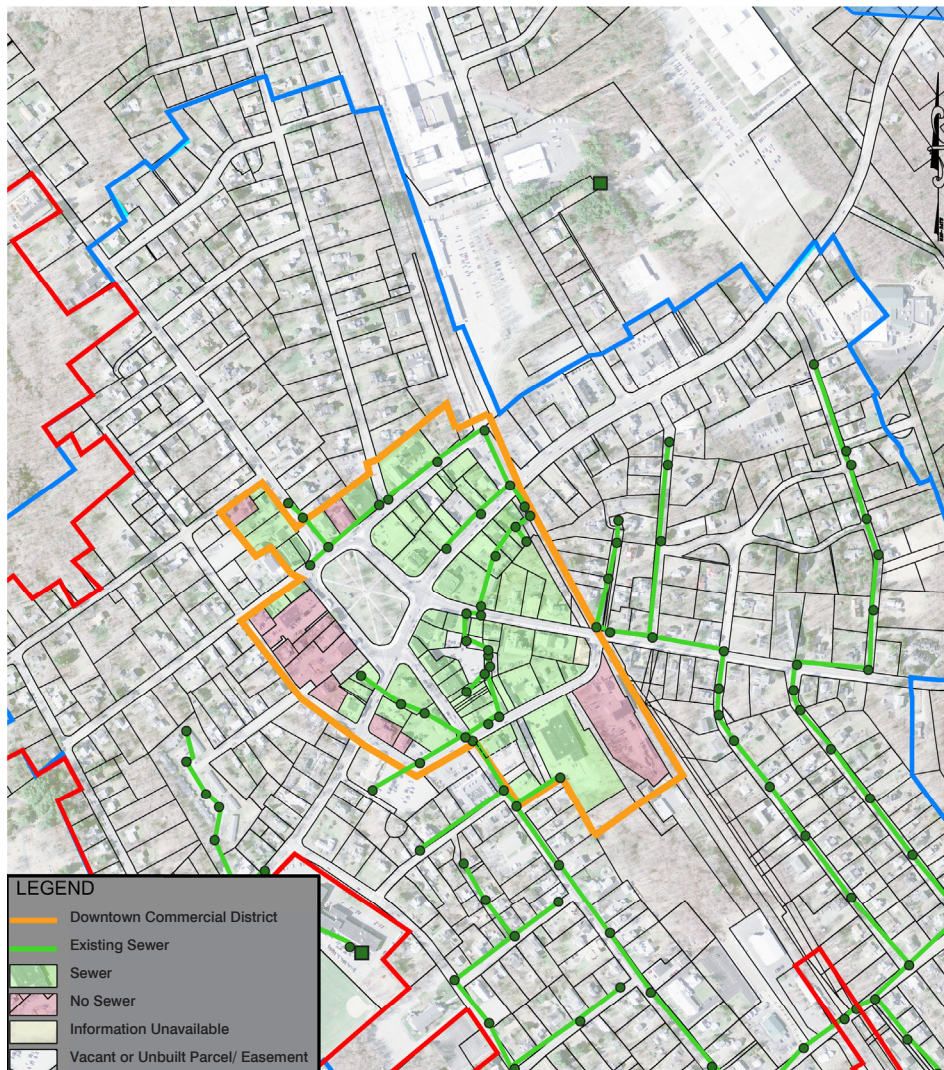 LEGEND
Downtown Commercial District
Existing Sewer
Sewer
No Sewer
Information Unavailable
Vacant or Unbuilt Parcel/ Easement